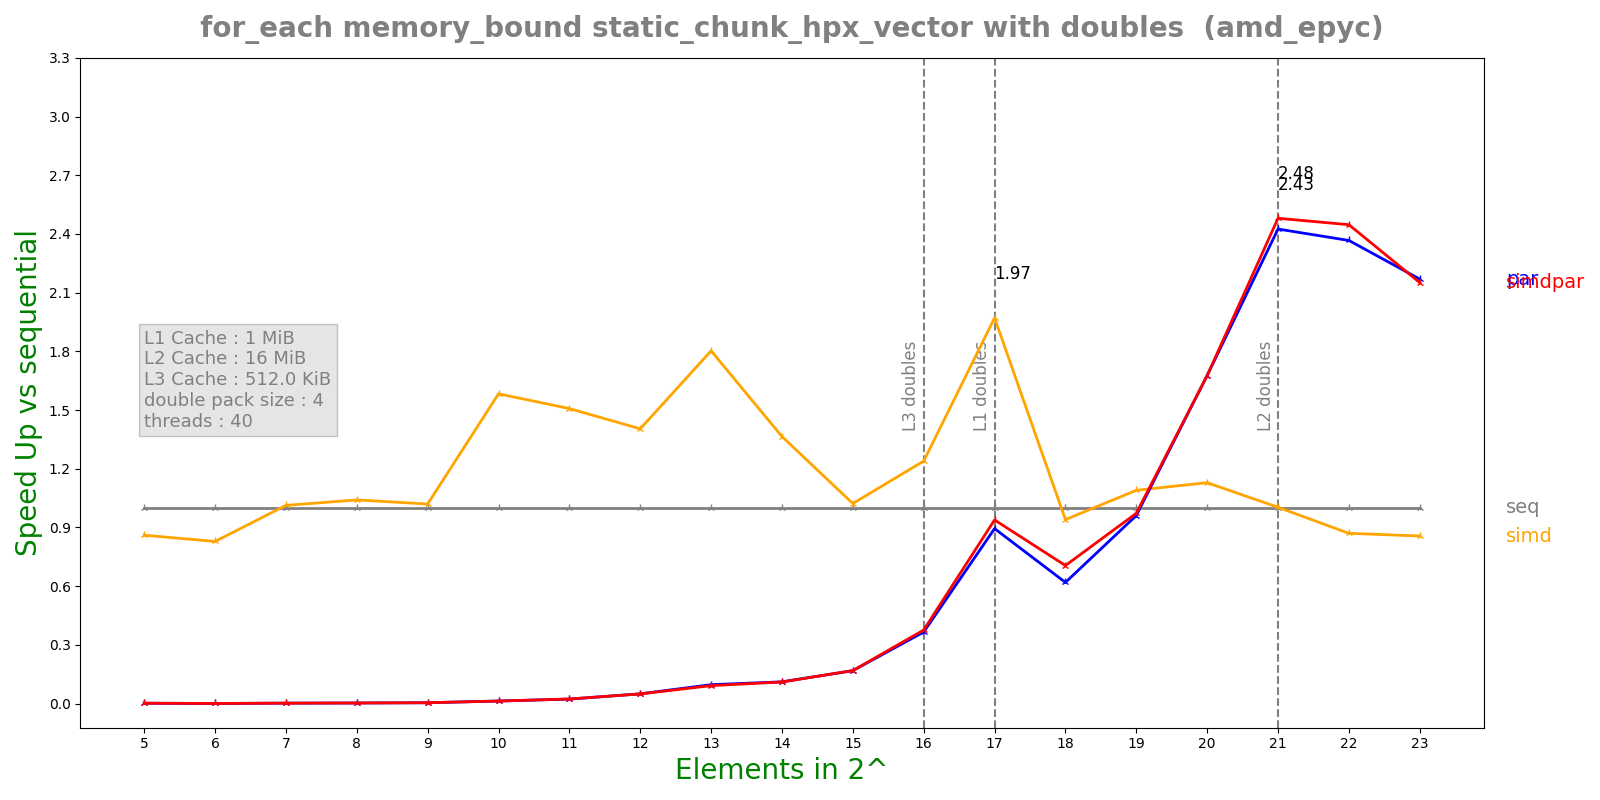 for_each memory_bound static_chunk_hpx_vector with doubles (amd_epyc)
Speed Up vs sequential
3.3
3.0
2.7
2.4
2.1
1.8
1.5
1.2
0.9
0.6
0.3
0.0
L1 Cache : 1 MiB
L2 Cache : 16 MiB
L3 Cache : 512.0 KiB
double pack size : 4
threads : 40
L3 doubles
L1 doubles
L2 doubles
1.97
2.48
2.43
par
simdpar
seq
simd
5 6 7 8 9 10 11 12 13 14 15 16 17 18 19 20 21 22 23
Elements in 2^